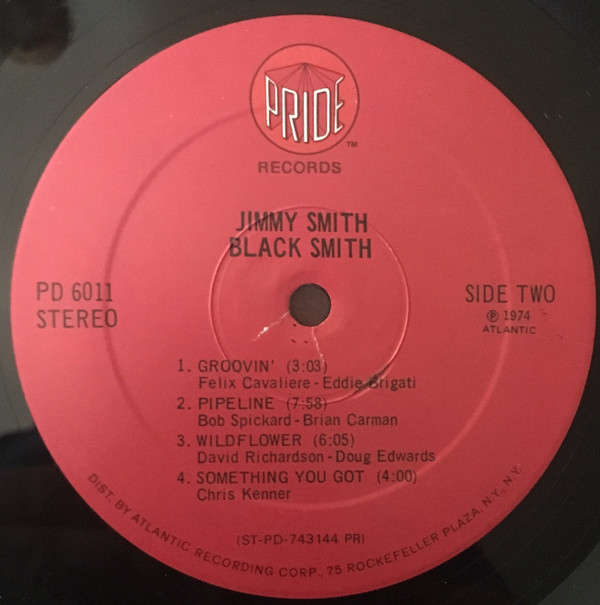 PRIDE
TM
RECORDS
JIMMY SMITH
BLACK SMITH
PD 6011
STEREO
SIDE TWO
℗ 1974
ATLANTIC
1. GROOVIN' (3:03)
Felix Cavaliere - Eddie Brigati
2. PIPELINE (7:58)
Bob Spickard - Brian Carman
3. WILDFLOWER (6:05)
David Richardson - Doug Edwards
4. SOMETHING YOU GOT (4:00)
Chris Kenner
(ST-PD-743144 PR)
DIST. BY ATLANTIC RECORDING CORP., 75 ROCKEFELLER PLAZA, N.Y., N.Y.